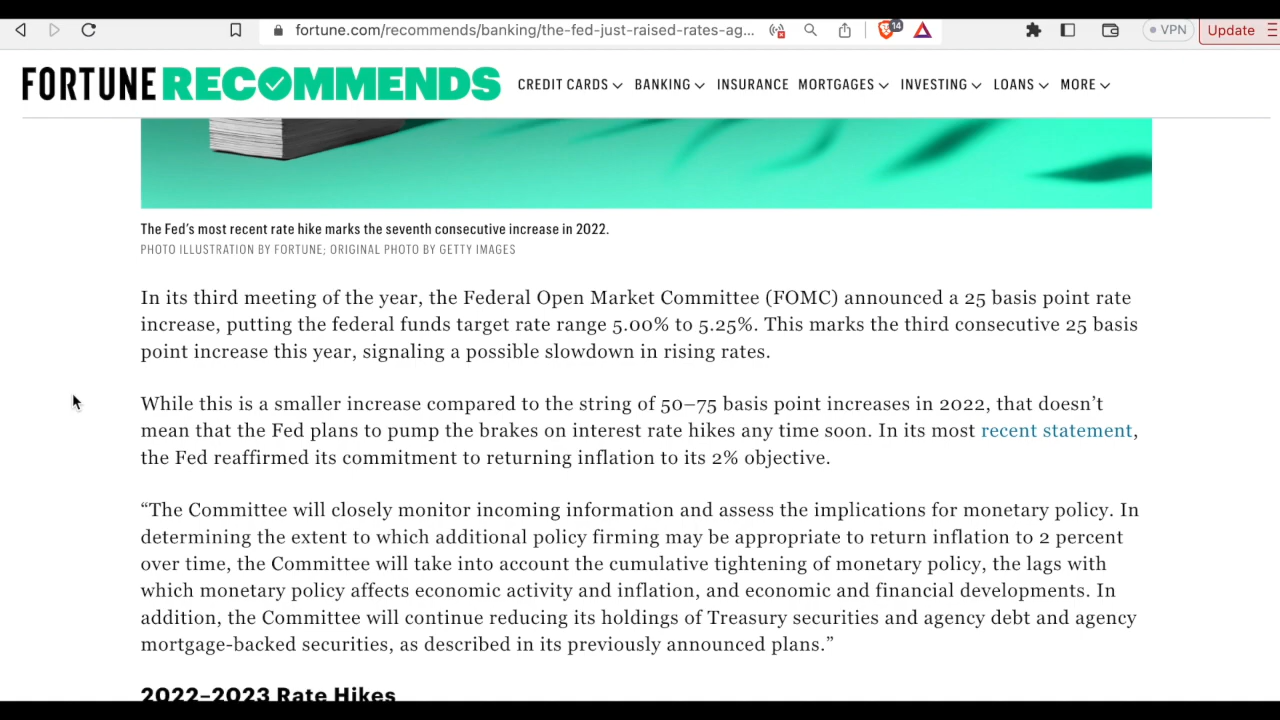 fortune.com/recommends/banking/the-fed-just-raised-rates-ag...
14
VPN
Update
FORTUNE RECOMMENDS
CREDIT CARDS BANKING INSURANCE MORTGAGES INVESTING LOANS MORE
The Fed’s most recent rate hike marks the seventh consecutive increase in 2022.
PHOTO ILLUSTRATION BY FORTUNE; ORIGINAL PHOTO BY GETTY IMAGES
In its third meeting of the year, the Federal Open Market Committee (FOMC) announced a 25 basis point rate
increase, putting the federal funds target rate range 5.00% to 5.25%. This marks the third consecutive 25 basis
point increase this year, signaling a possible slowdown in rising rates.
While this is a smaller increase compared to the string of 50–75 basis point increases in 2022, that doesn’t
mean that the Fed plans to pump the brakes on interest rate hikes any time soon. In its most recent statement,
the Fed reaffirmed its commitment to returning inflation to its 2% objective.
“The Committee will closely monitor incoming information and assess the implications for monetary policy. In
determining the extent to which additional policy firming may be appropriate to return inflation to 2 percent
over time, the Committee will take into account the cumulative tightening of monetary policy, the lags with
which monetary policy affects economic activity and inflation, and economic and financial developments. In
addition, the Committee will continue reducing its holdings of Treasury securities and agency debt and agency
mortgage-backed securities, as described in its previously announced plans.”
2022–2023 Rate Hikes